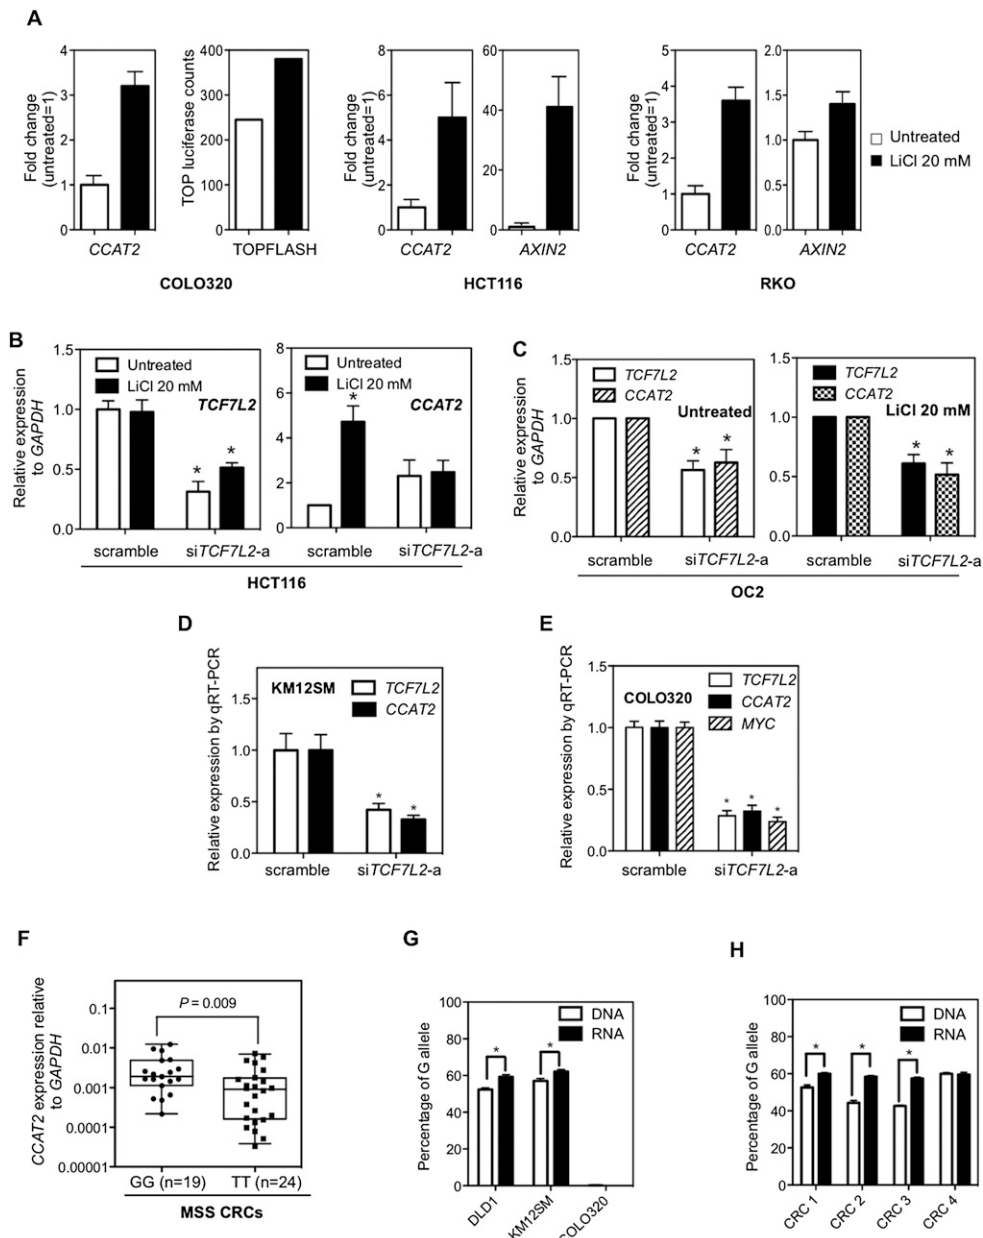 A
Fold change
(untreated=1)
4
3
2
1
0
CCAT2
TOP luciferase counts
400
300
200
100
0
TOPFLASH
COLO320
Fold change
(untreated=1)
8
6
4
2
0
CCAT2
60
40
20
0
AXIN2
HCT116
Fold change
(untreated=1)
5
4
3
2
1
0
CCAT2
2.0
1.5
1.0
0.5
0.0
AXIN2
RKO
Untreated
LiCl 20 mM
B
Relative expression
to GAPDH
1.5
1.0
0.5
0.0
Untreated
LiCl 20 mM
TCF7L2
* *
scramble siTCF7L2-a
8
6
4
2
0
Untreated
LiCl 20 mM
*
CCAT2
scramble siTCF7L2-a
HCT116
C
Relative expression
to GAPDH
1.5
1.0
0.5
0.0
TCF7L2
CCAT2
Untreated
* *
scramble siTCF7L2-a
1.5
1.0
0.5
0.0
TCF7L2
CCAT2
LiCl 20 mM
* *
scramble siTCF7L2-a
OC2
D
Relative expression by qRT-PCR
1.5
1.0
0.5
0.0
KM12SM
TCF7L2
CCAT2
* *
scramble siTCF7L2-a
E
Relative expression by qRT-PCR
1.5
1.0
0.5
0.0
COLO320
TCF7L2
CCAT2
MYC
* * *
scramble siTCF7L2-a
F
CCAT2 expression relative
to GAPDH
0.1
0.01
0.001
0.0001
0.00001
P = 0.009
GG (n=19) TT (n=24)
MSS CRCs
G
Percentage of G allele
100
80
60
40
20
0
DNA
RNA
* *
DLD1
KM12SM
COLO320
H
Percentage of G allele
100
80
60
40
20
0
DNA
RNA
* * *
CRC 1
CRC 2
CRC 3
CRC 4